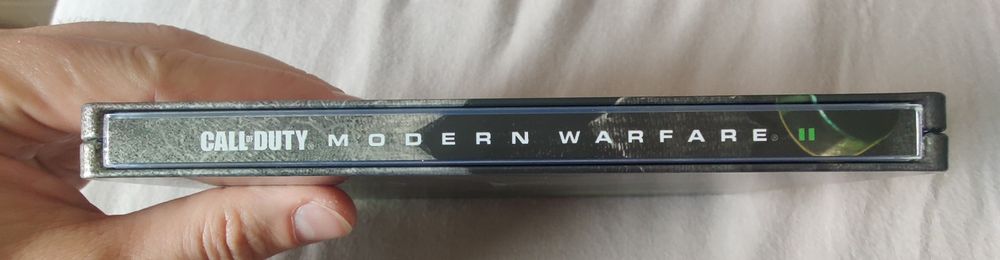 CALL OF DUTY® MODERN WARFARE® II